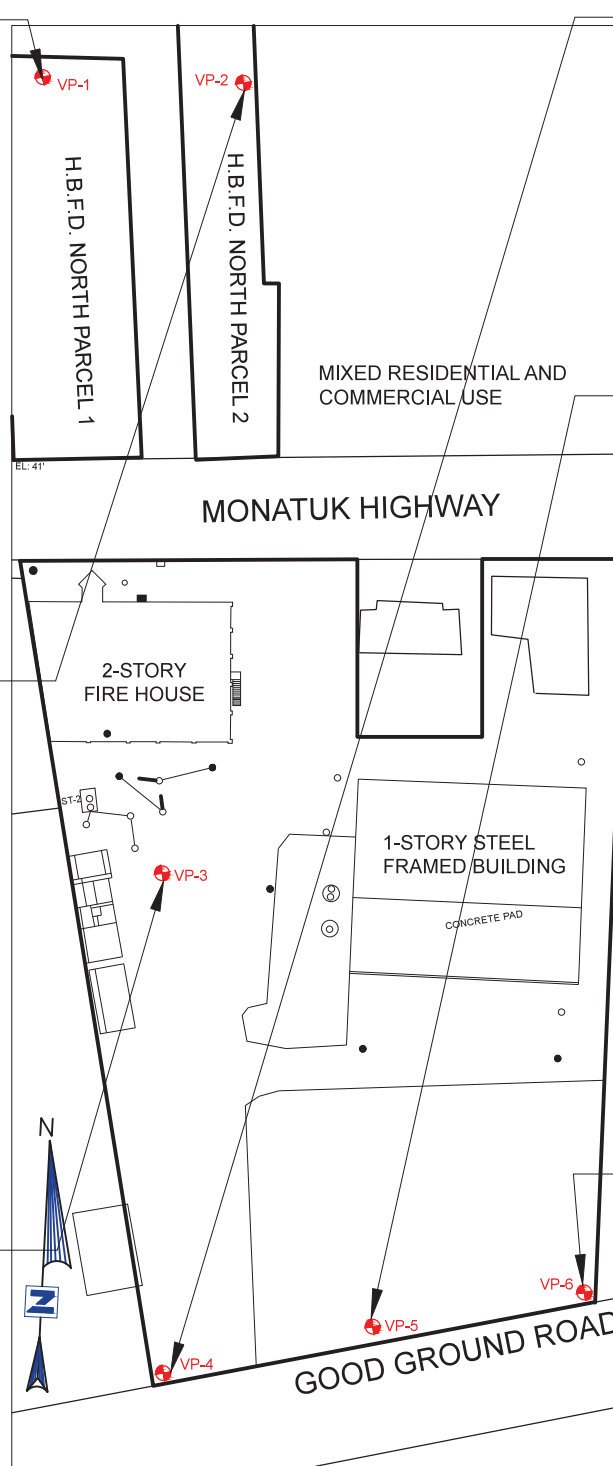 VP-1
VP-2
H.B.F.D. NORTH PARCEL 1
H.B.F.D. NORTH PARCEL 2
MIXED RESIDENTIAL AND
COMMERCIAL USE
EL: 41'
MONATUK HIGHWAY
2-STORY
FIRE HOUSE
ST-2
1-STORY STEEL
FRAMED BUILDING
VP-3
CONCRETE PAD
N
N
VP-6
VP-5
VP-4
GOOD GROUND ROAD